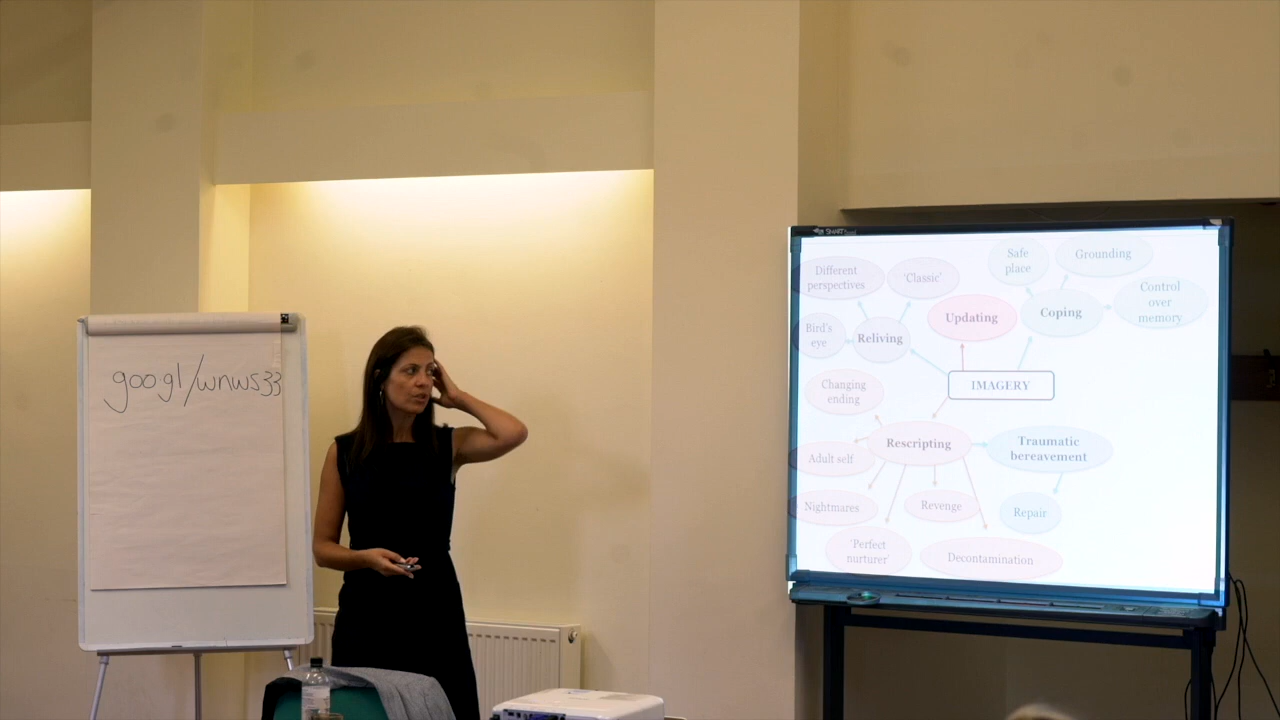 goo.gl/wnws33
SMART
Different
perspectives
'Classic'
Safe
place
Grounding
Control
over
memory
Bird's
eye
Reliving
Updating
Coping
IMAGERY
Changing
ending
Rescripting
Traumatic
bereavement
Adult self
Nightmares
Revenge
Repair
'Perfect
nurturer'
Decontamination